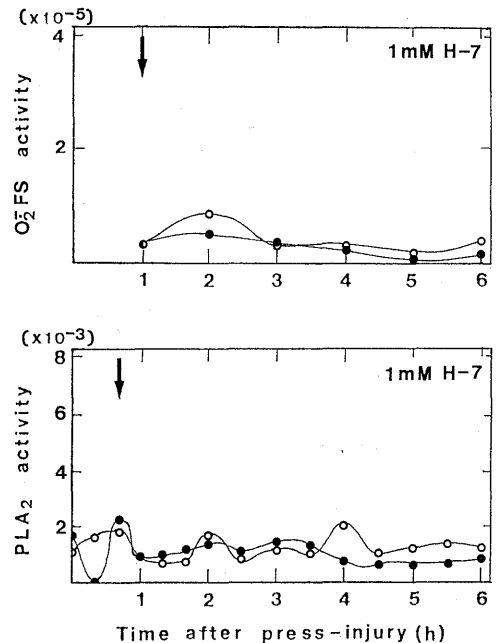 (x10-5)
4
1mM H-7
O2-FS activity
2
1 2 3 4 5 6
(x10-3)
8
1mM H-7
6
PLA2 activity
4
2
1 2 3 4 5 6
Time after press-injury (h)